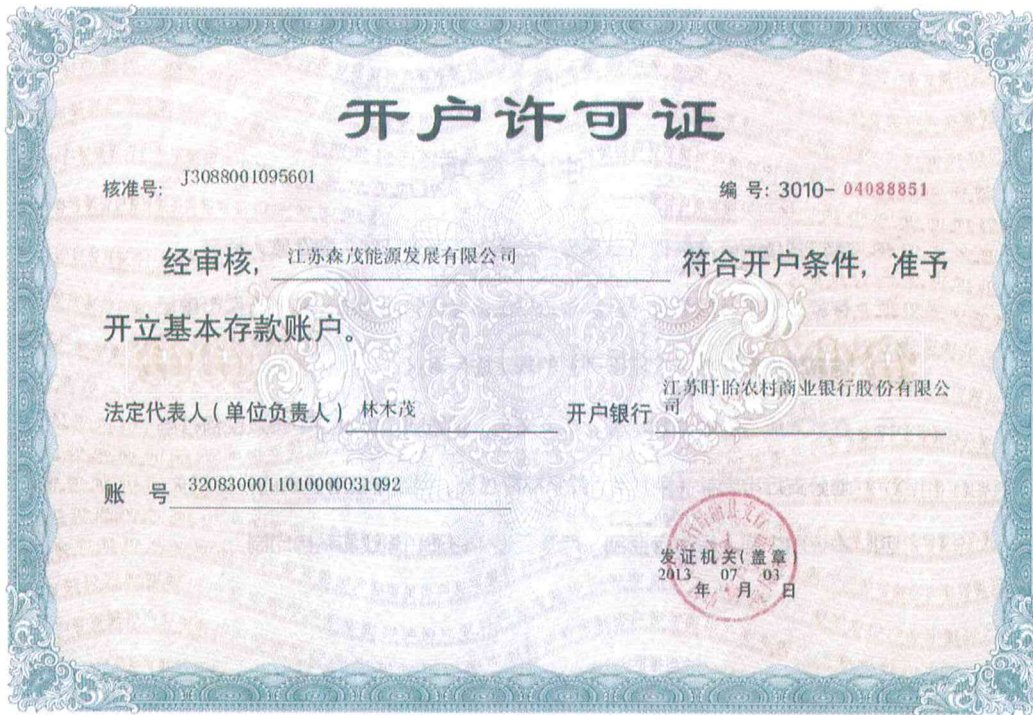 开户许可证
核准号: J3088001095601 编 号: 3010- 04088851
经审核, 江苏森茂能源发展有限公司 符合开户条件, 准予
开立基本存款账户。
法定代表人(单位负责人) 林木茂 开户银行 江苏盱眙农村商业银行股份有限公
司
账 号 3208300011010000031092
发证机关(盖章)
2013 07 03
年 月 日